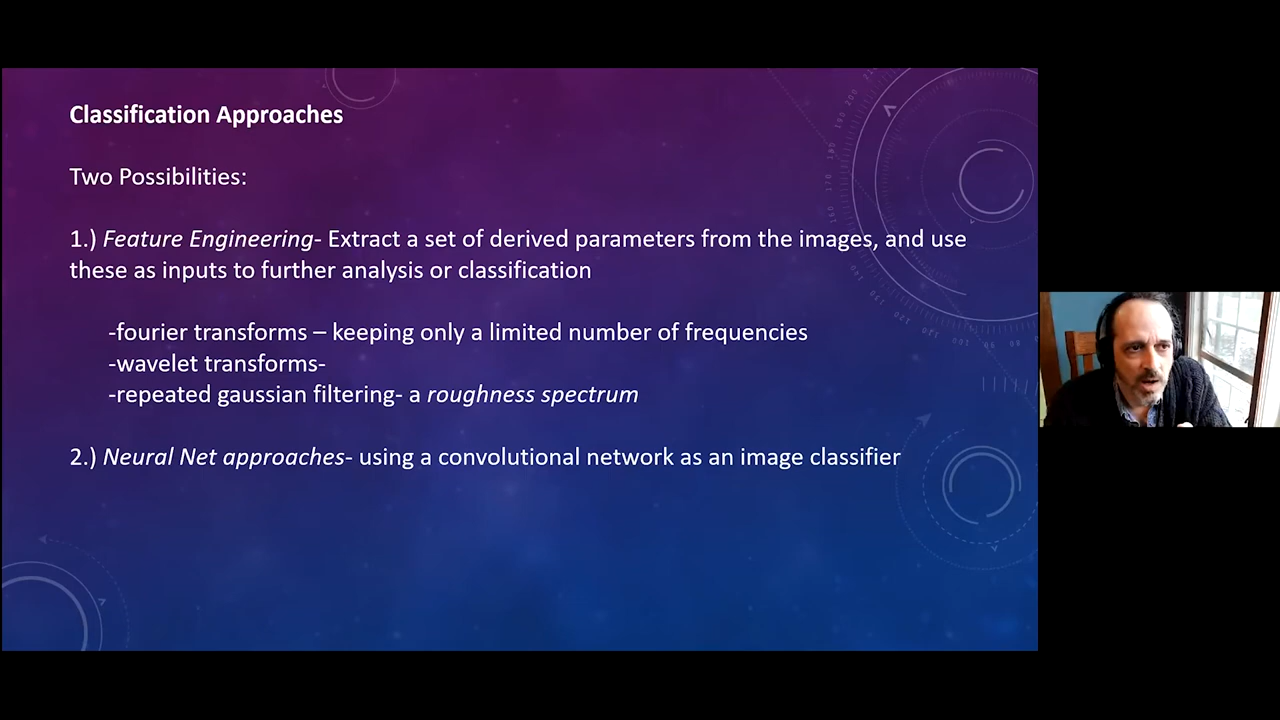 Classification Approaches
Two Possibilities:
1.) Feature Engineering- Extract a set of derived parameters from the images, and use
these as inputs to further analysis or classification
-fourier transforms – keeping only a limited number of frequencies
-wavelet transforms-
-repeated gaussian filtering- a roughness spectrum
2.) Neural Net approaches- using a convolutional network as an image classifier